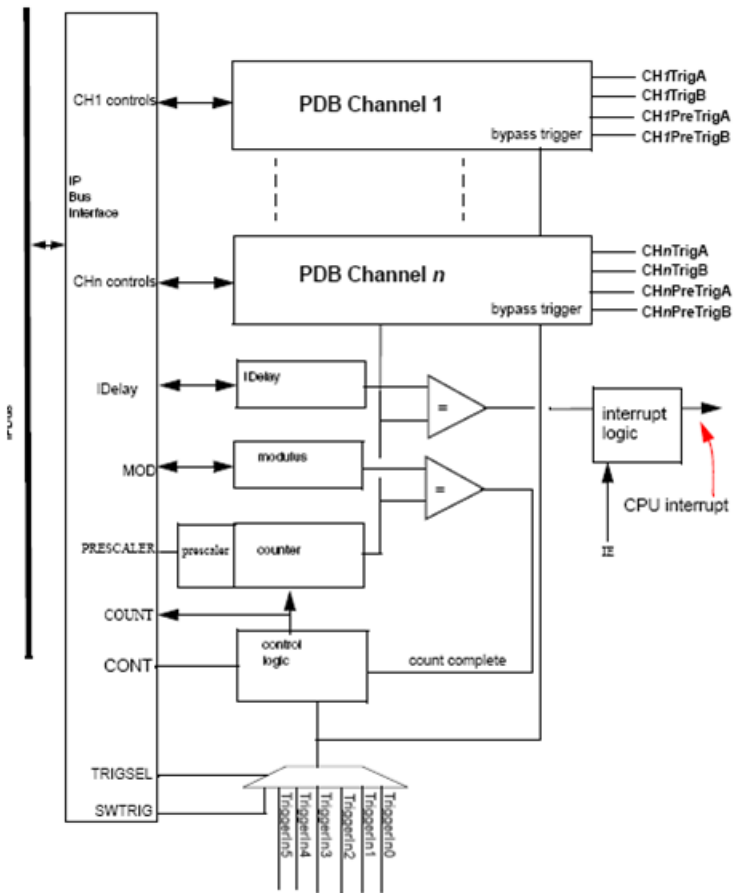 CH1 controls
PDB Channel 1
bypass trigger
CH1TrigA
CH1TrigB
CH1PreTrigA
CH1PreTrigB
IP
Bus
Interface
CHn controls
PDB Channel n
bypass trigger
CHnTrigA
CHnTrigB
CHnPreTrigA
CHnPreTrigB
IDelay
IDelay
=
interrupt
logic
MOD
modulus
=
CPU interrupt
IE
PRESCALER
prescaler
counter
COUNT
CONT
control
logic
count complete
TRIGSEL
SWTRIG
TriggerIn5
TriggerIn4
TriggerIn3
TriggerIn2
TriggerIn1
TriggerIn0